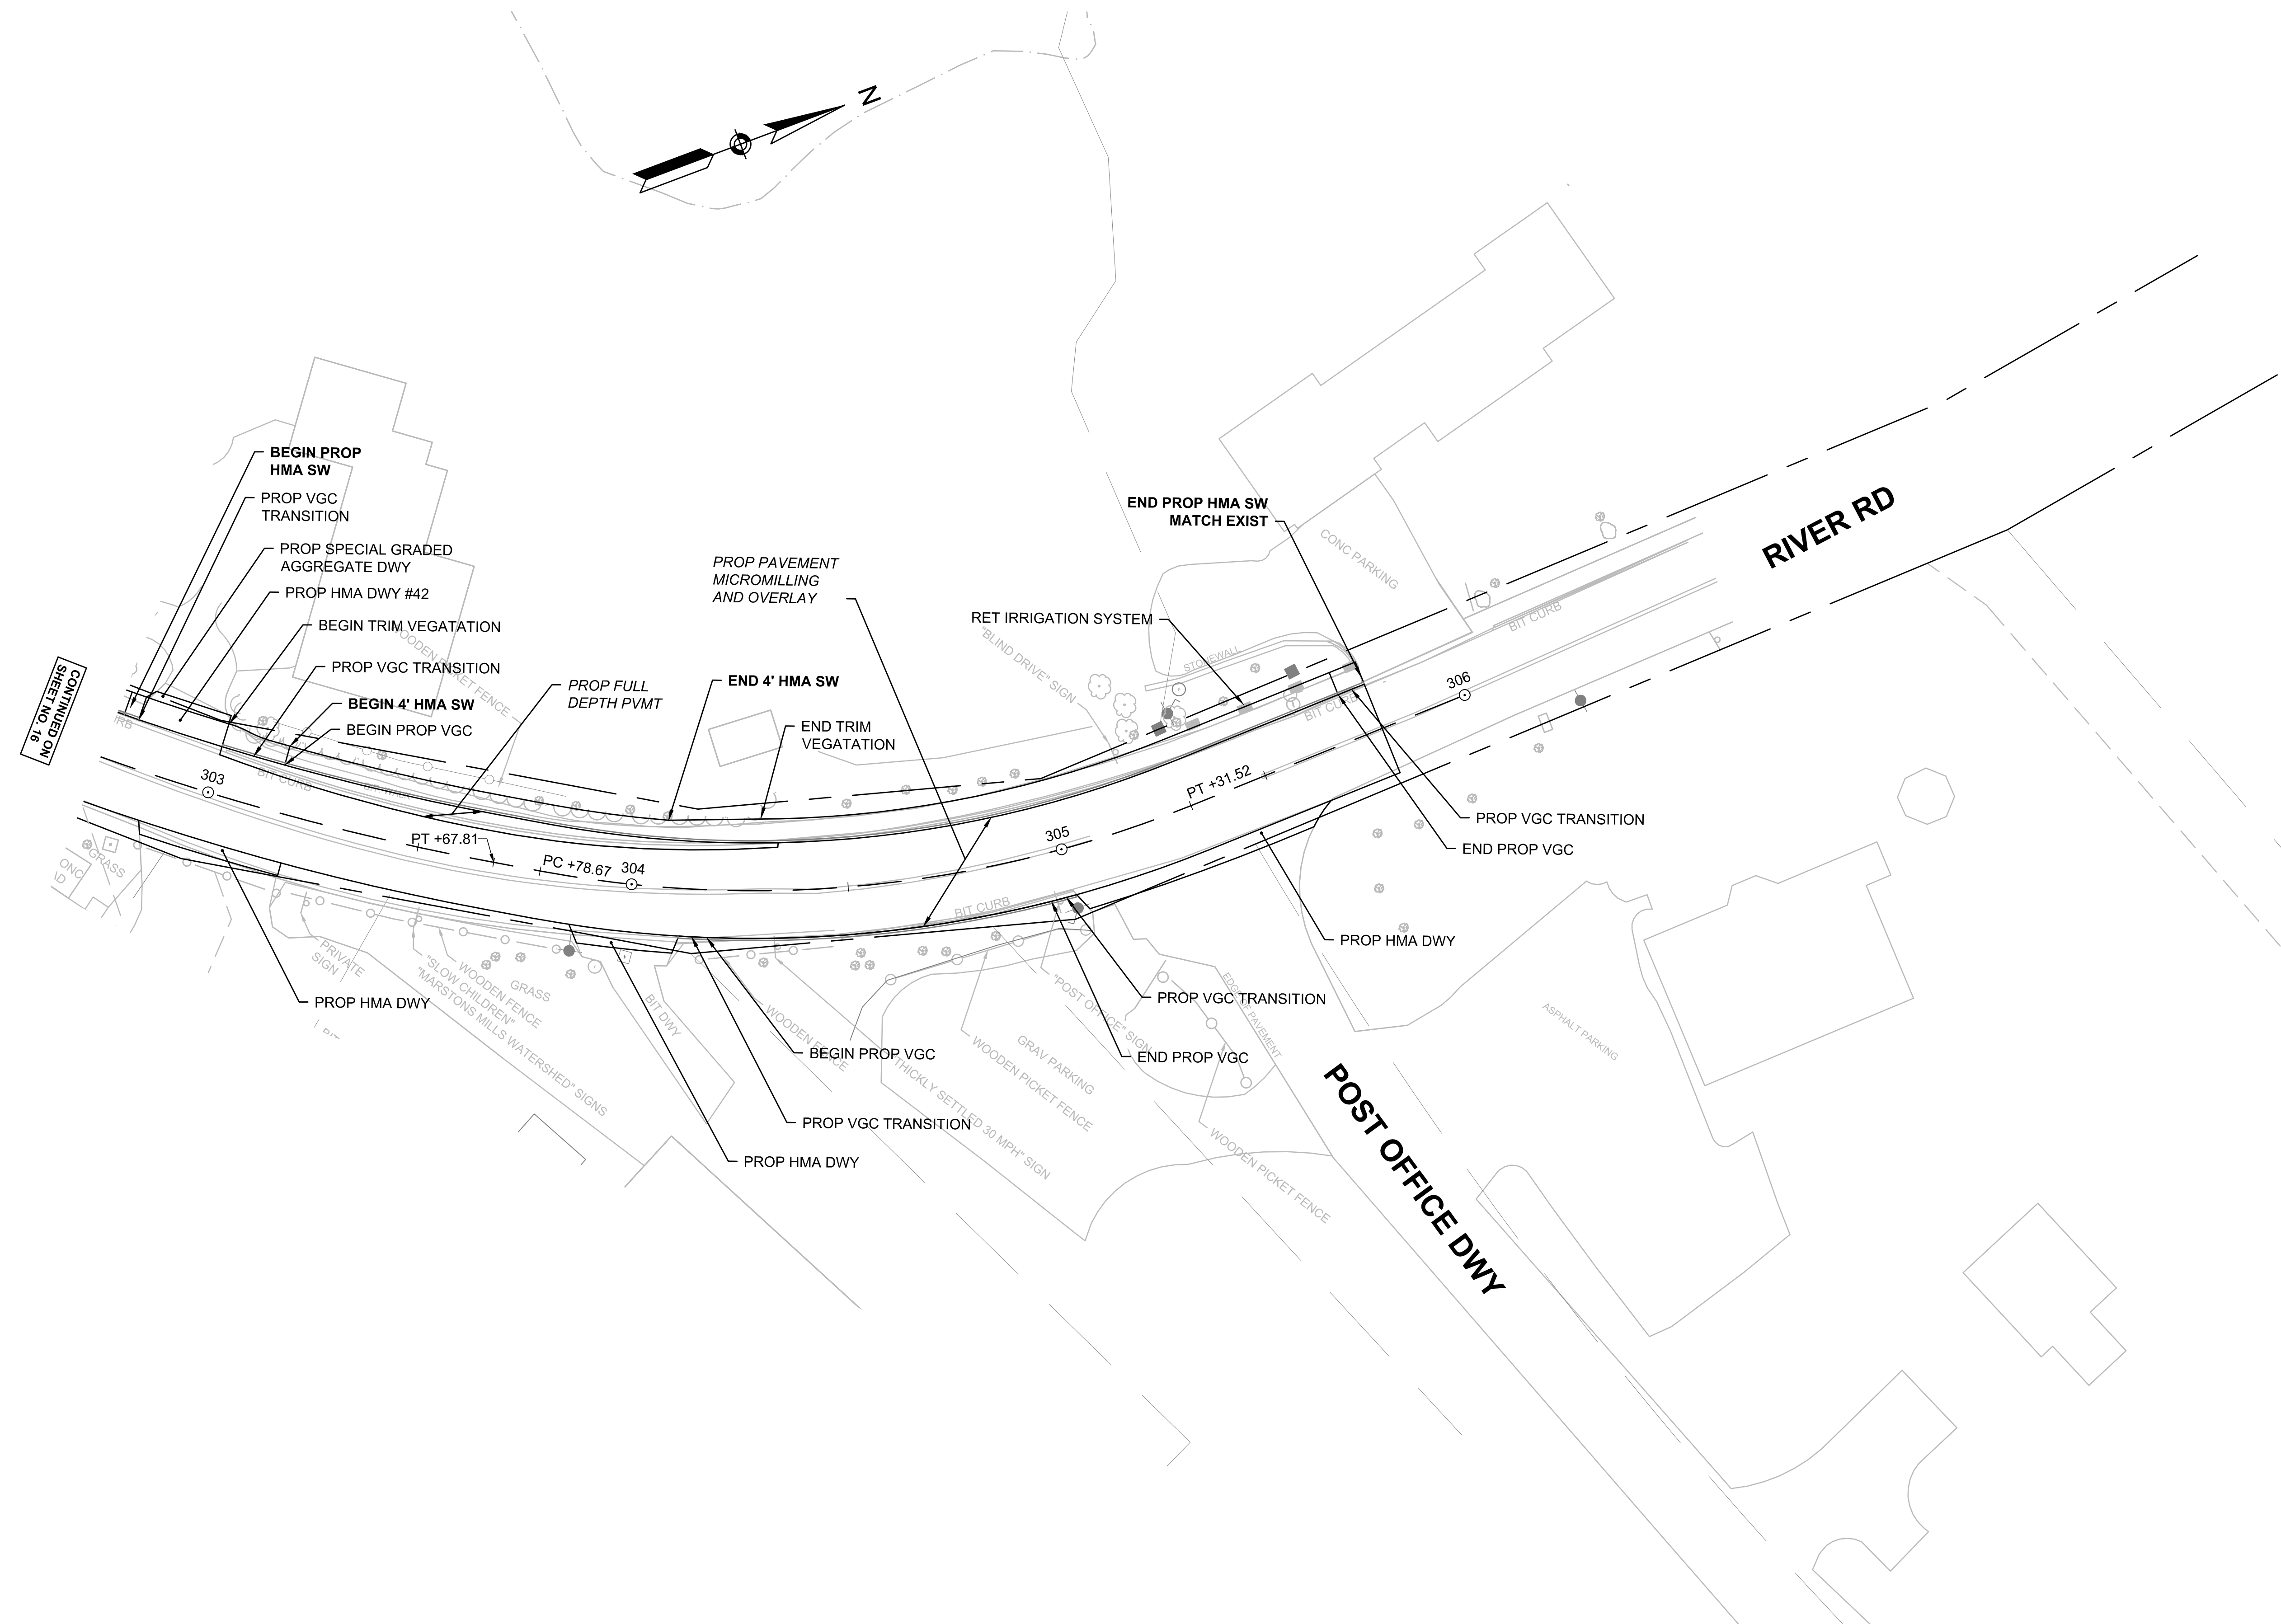 N
BEGIN PROP
HMA SW
PROP VGC
TRANSITION
PROP SPECIAL GRADED
AGGREGATE DWY
PROP HMA DWY #42
BEGIN TRIM VEGATATION
PROP VGC TRANSITION
BEGIN 4' HMA SW
BEGIN PROP VGC
WOODEN PICKET FENCE
CONTINUED ON
SHEET NO. 16
PROP FULL
DEPTH PVMT
PROP PAVEMENT
MICROMILLING
AND OVERLAY
END 4' HMA SW
END TRIM
VEGATATION
END PROP HMA SW
MATCH EXIST
RET IRRIGATION SYSTEM
"BLIND DRIVE" SIGN
STONEWALL
CONC PARKING
BIT CURB
BIT CURB
RIVER RD
BIT CURB
303
PT +67.81
PC +78.67
304
305
PT +31.52
306
PROP VGC TRANSITION
END PROP VGC
PROP HMA DWY
BIT CURB
GRASS
PRIVATE
SIGN
"SLOW CHILDREN"
"MARSTONS MILLS WATERSHED" SIGNS
WOODEN FENCE
GRASS
PROP HMA DWY
BIT DWY
WOODEN FENCE
BEGIN PROP VGC
PROP VGC TRANSITION
PROP HMA DWY
"THICKLY SETTLED 30 MPH" SIGN
WOODEN PICKET FENCE
GRAV PARKING
"POST OFFICE" SIGN
PROP VGC TRANSITION
END PROP VGC
EDGE OF PAVEMENT
WOODEN PICKET FENCE
POST OFFICE DWY
ASPHALT PARKING